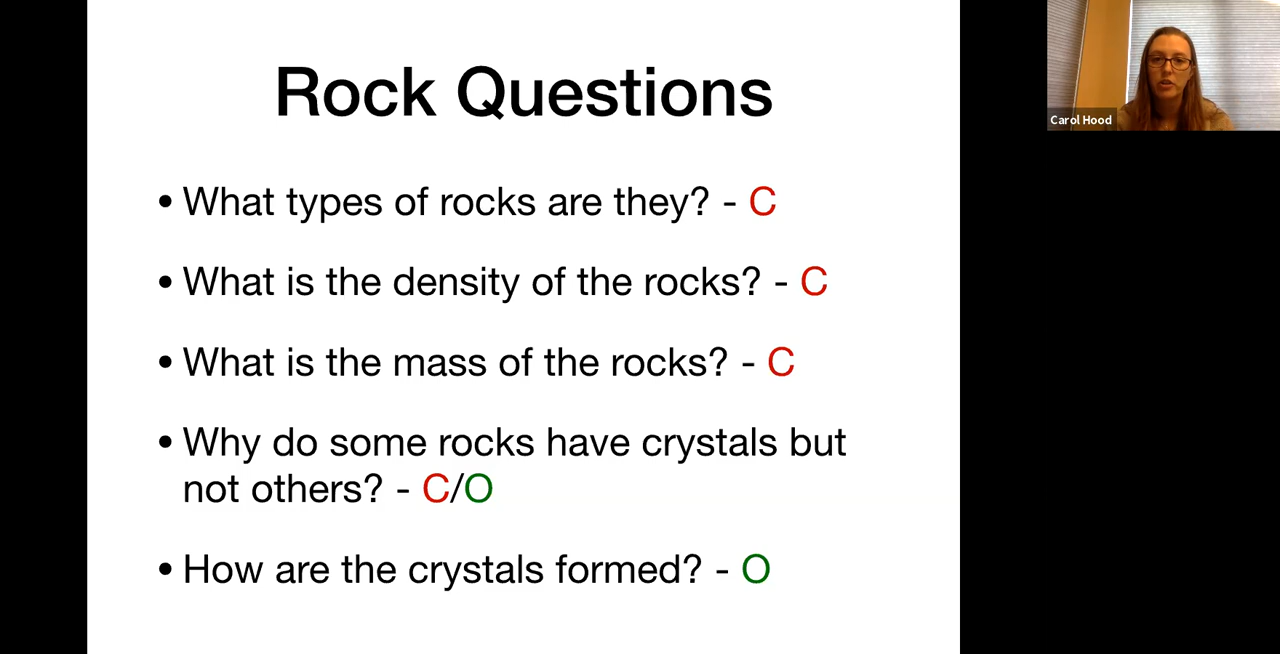 Rock Questions
• What types of rocks are they? - C
• What is the density of the rocks? - C
• What is the mass of the rocks? - C
• Why do some rocks have crystals but
not others? - C/O
• How are the crystals formed? - O
Carol Hood